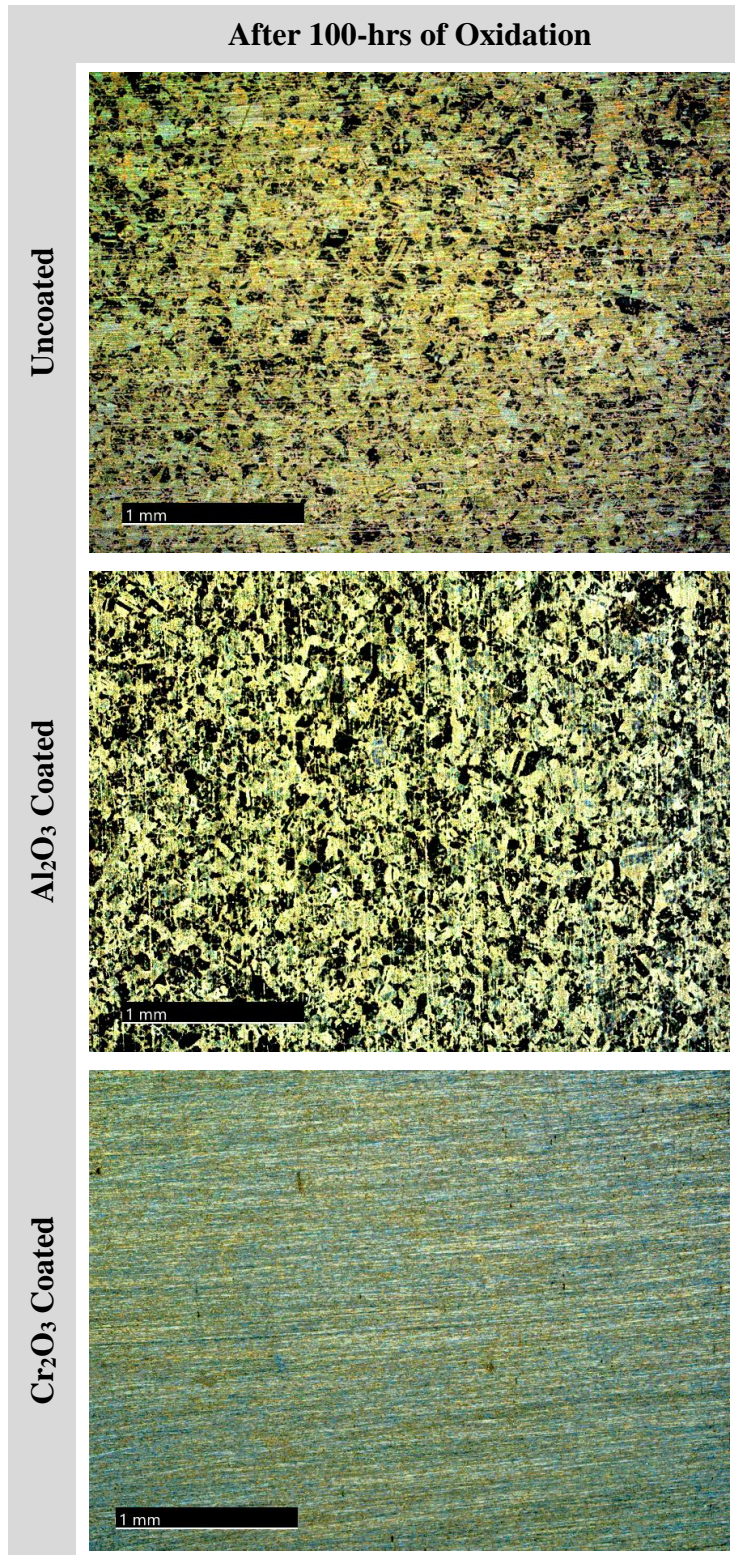 After 100-hrs of Oxidation
Uncoated
1 mm
Al₂O₃ Coated
1 mm
Cr₂O₃ Coated
1 mm